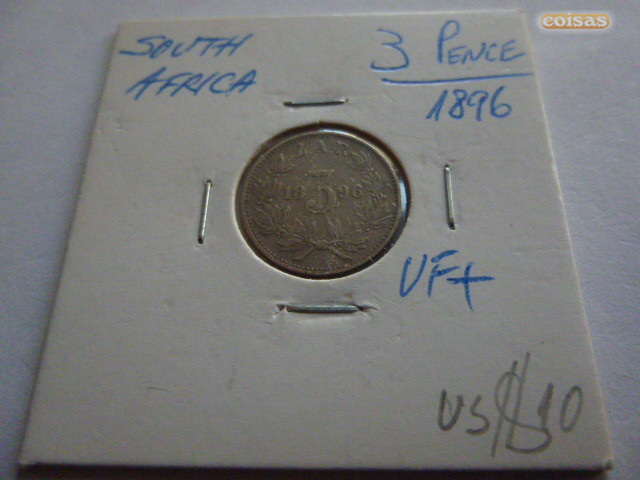 coisas
SOUTH
AFRICA
3 PENCE
1896
Z.A.R.
18 3 96
VF+
US$10